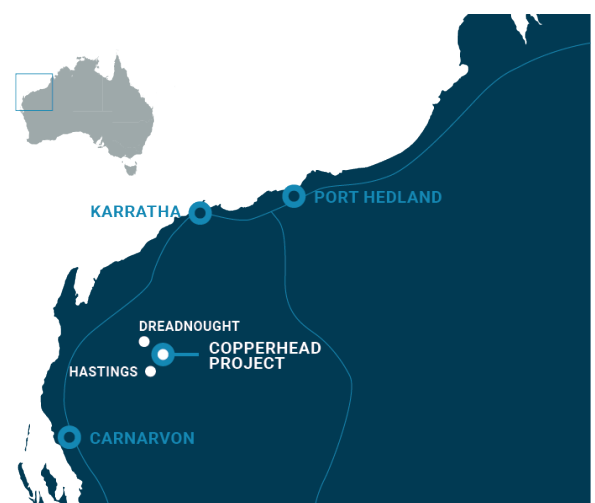 KARRATHA
PORT HEDLAND
DREADNOUGHT
COPPERHEAD
PROJECT
HASTINGS
CARNARVON